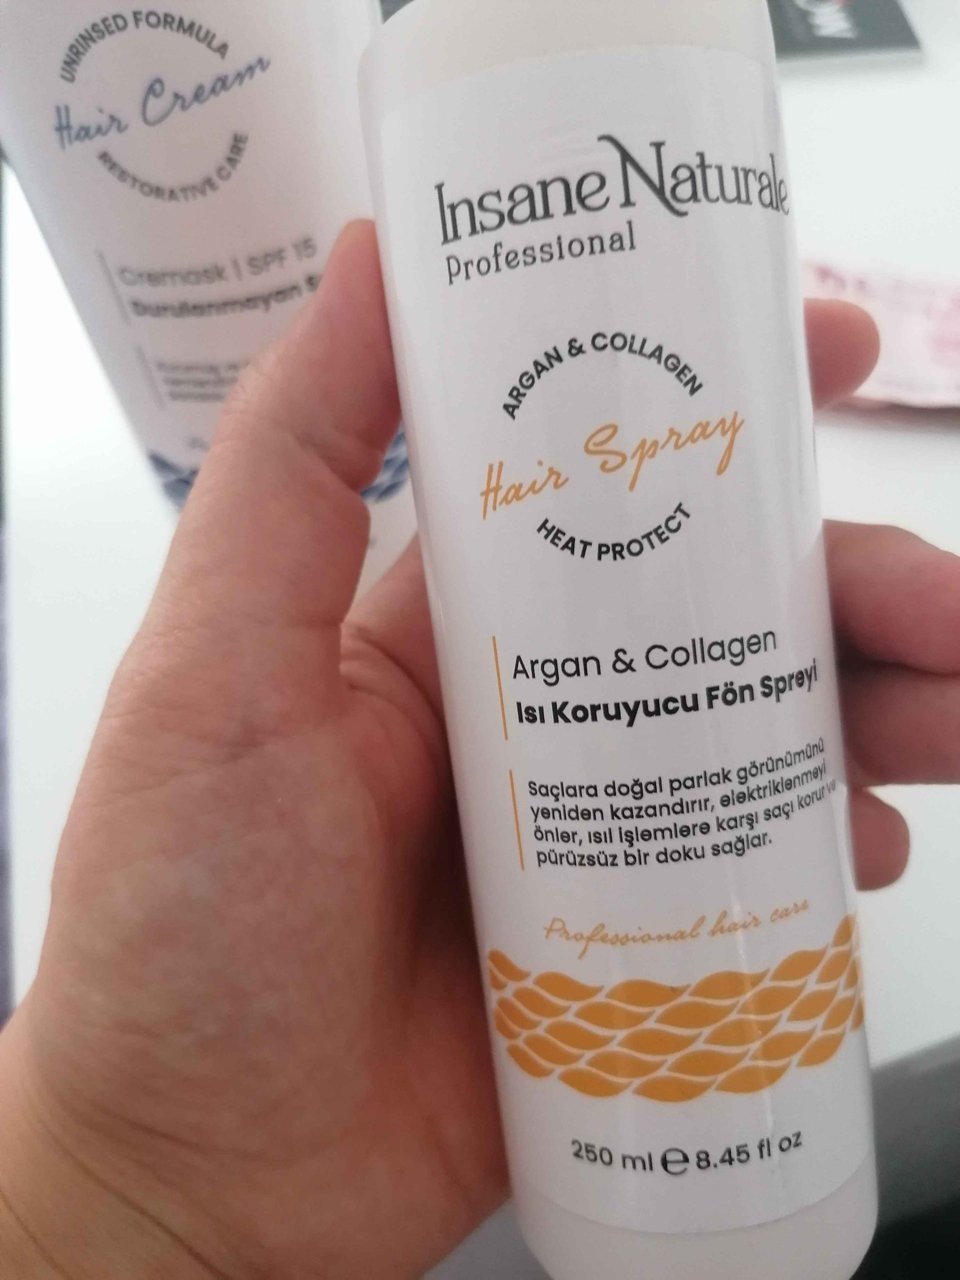 UNRINSED FORMULA
Hair Cream
RESTORATIVE CARE
Cremask | SPF 15
Durulanmayan
Insane Naturale
Professional
ARGAN & COLLAGEN
Hair Spray
HEAT PROTECT
Argan & Collagen
Isı Koruyucu Fön Spreyi
Saçlara doğal parlak görünümünü
yeniden kazandırır, elektriklenmeyi
önler, ısıl işlemlere karşı saçı korur ve
pürüzsüz bir doku sağlar.
Professional hair care
250 ml e 8.45 fl oz